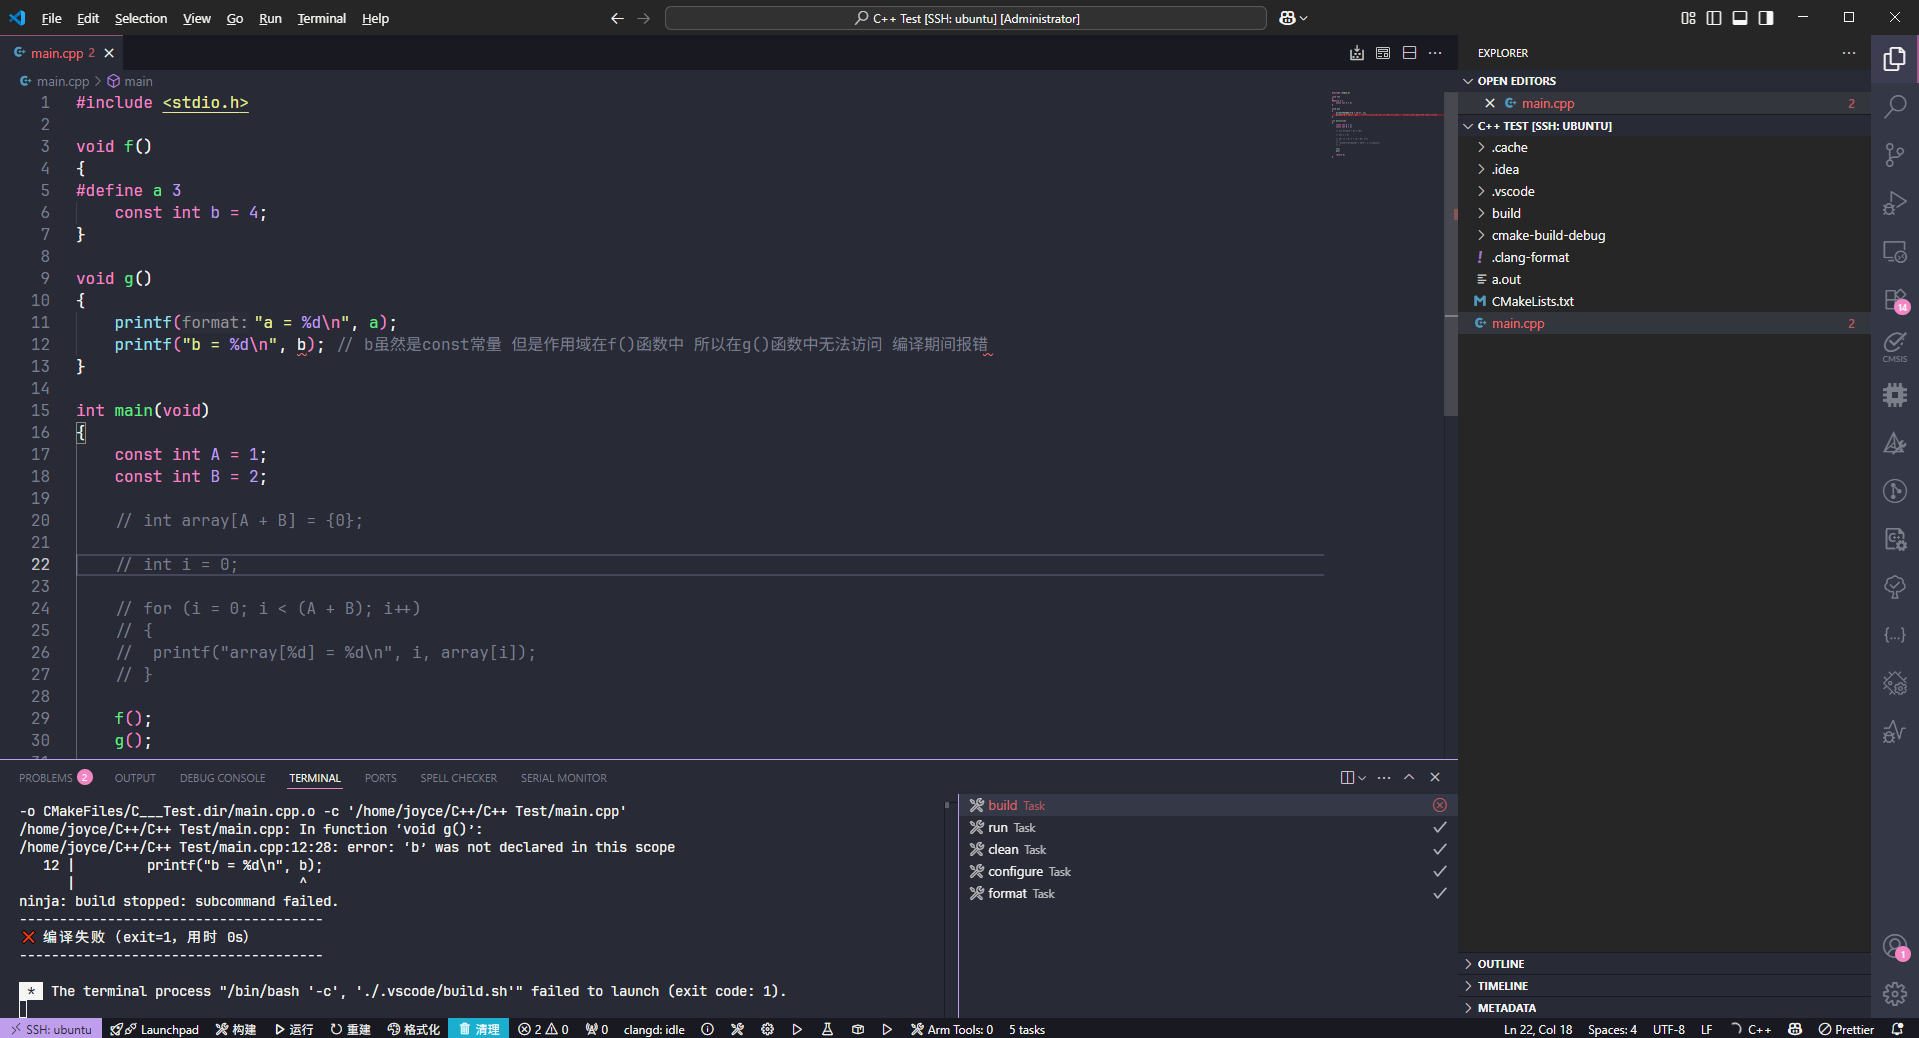 File Edit Selection View Go Run Terminal Help
C++ Test [SSH: ubuntu] [Administrator]
main.cpp 2
main.cpp > main
1 #include <stdio.h>
2
3 void f()
4 {
5 #define a 3
6 const int b = 4;
7 }
8
9 void g()
10 {
11 printf(format: "a = %d\n", a);
12 printf("b = %d\n", b); // b虽然是const常量 但是作用域在f()函数中 所以在g()函数中无法访问 编译期间报错
13 }
14
15 int main(void)
16 {
17 const int A = 1;
18 const int B = 2;
19
20 // int array[A + B] = {0};
21
22 // int i = 0;
23
24 // for (i = 0; i < (A + B); i++)
25 // {
26 //  printf("array[%d] = %d\n", i, array[i]);
27 // }
28
29 f();
30 g();
EXPLORER
OPEN EDITORS
main.cpp 2
C++ TEST [SSH: UBUNTU]
.cache
.idea
.vscode
build
cmake-build-debug
! .clang-format
a.out
M CMakeLists.txt
main.cpp 2
OUTLINE
TIMELINE
METADATA
14
CMSIS
{...}
1
PROBLEMS 2 OUTPUT DEBUG CONSOLE TERMINAL PORTS SPELL CHECKER SERIAL MONITOR
-o CMakeFiles/C___Test.dir/main.cpp.o -c '/home/joyce/C++/C++ Test/main.cpp'
/home/joyce/C++/C++ Test/main.cpp: In function ‘void g()’:
/home/joyce/C++/C++ Test/main.cpp:12:28: error: ‘b’ was not declared in this scope
12 | printf("b = %d\n", b);
| ^
ninja: build stopped: subcommand failed.
--------------------------------------
❌ 编译失败 (exit=1, 用时 0s)
--------------------------------------
* The terminal process "/bin/bash '-c', './.vscode/build.sh'" failed to launch (exit code: 1).
build Task
run Task
clean Task
configure Task
format Task
SSH: ubuntu Launchpad 构建 运行 重建 格式化 清理 2 0 0 clangd: idle Arm Tools: 0 5 tasks Ln 22, Col 18 Spaces: 4 UTF-8 LF C++ Prettier